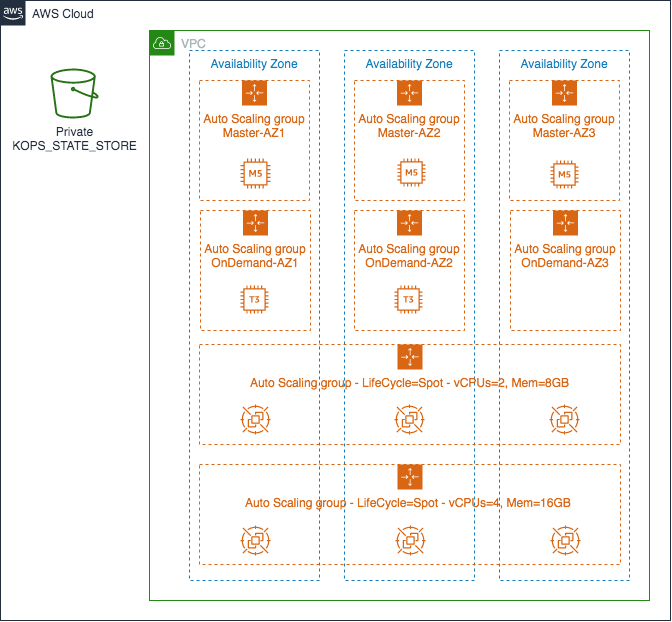 aws
AWS Cloud
VPC
Availability Zone
Availability Zone
Availability Zone
Private
KOPS_STATE_STORE
Auto Scaling group
Master-AZ1
Auto Scaling group
Master-AZ2
Auto Scaling group
Master-AZ3
M5
M5
M5
Auto Scaling group
OnDemand-AZ1
Auto Scaling group
OnDemand-AZ2
Auto Scaling group
OnDemand-AZ3
T3
T3
Auto Scaling group - LifeCycle=Spot - vCPUs=2, Mem=8GB
Auto Scaling group - LifeCycle=Spot - vCPUs=4, Mem=16GB